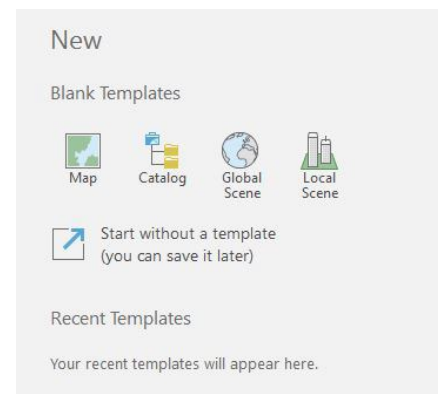 New
Blank Templates
Map
Catalog
Global
Scene
Local
Scene
Start without a template
(you can save it later)
Recent Templates
Your recent templates will appear here.